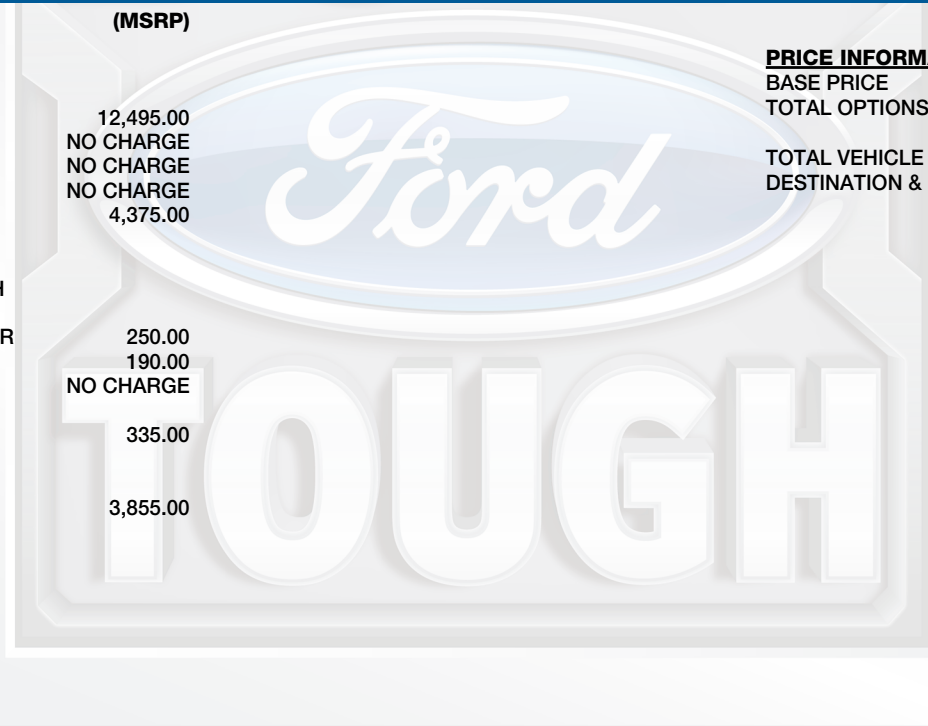 (MSRP)
12,495.00
NO CHARGE
NO CHARGE
NO CHARGE
4,375.00
H
R 250.00
190.00
NO CHARGE
335.00
3,855.00
PRICE INFORMA
BASE PRICE
TOTAL OPTIONS
TOTAL VEHICLE
DESTINATION &
Ford
TOUGH